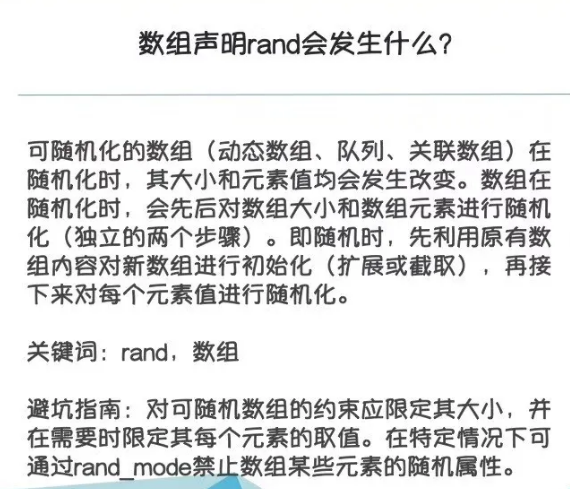 数组声明rand会发生什么？
可随机化的数组（动态数组、队列、关联数组）在
随机化时，其大小和元素值均会发生改变。数组在
随机化时，会先后对数组大小和数组元素进行随机
化（独立的两个步骤）。即随机时，先利用原有数
组内容对新数组进行初始化（扩展或截取），再接
下来对每个元素值进行随机化。
关键词：rand，数组
避坑指南：对可随机数组的约束应限定其大小，并
在需要时限定其每个元素的取值。在特定情况下可
通过rand_mode禁止数组某些元素的随机属性。